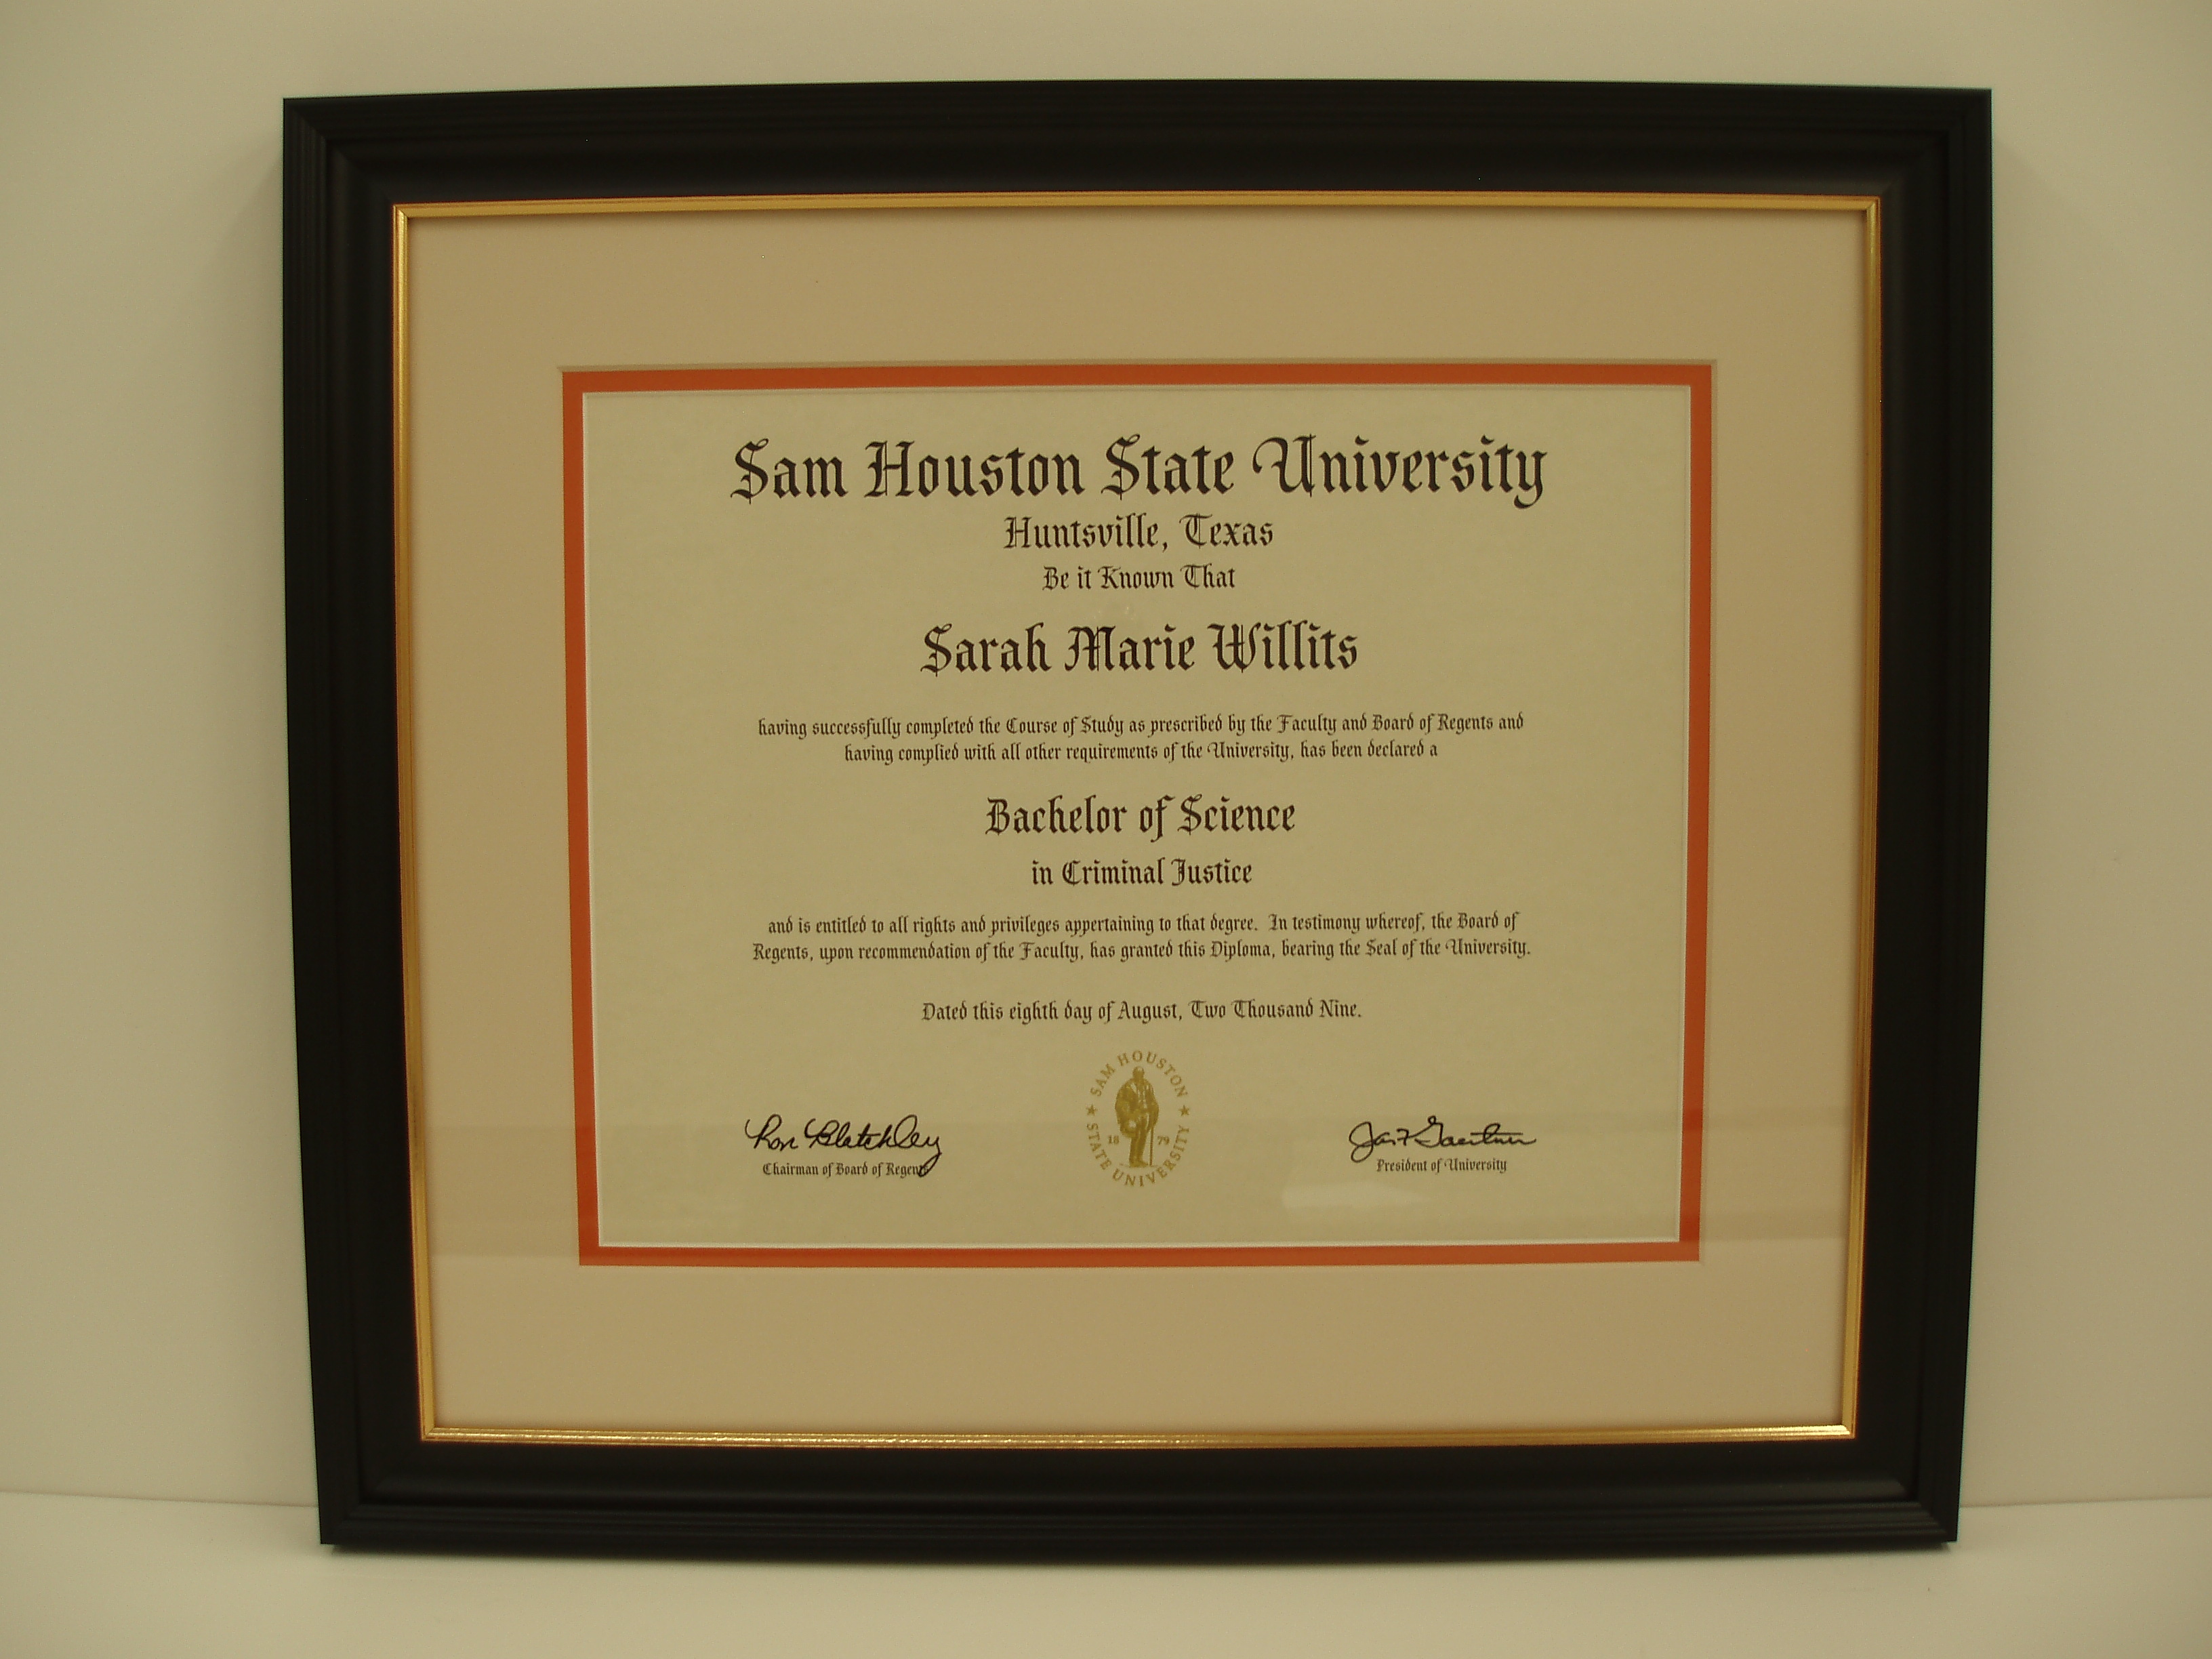 Sam Houston State University
Huntsville, Texas
Be it Known That
Sarah Marie Willits
having successfully completed the Course of Study as prescribed by the Faculty and Board of Regents and
having complied with all other requirements of the University, has been declared a
Bachelor of Science
in Criminal Justice
and is entitled to all rights and privileges appertaining to that degree. In testimony whereof, the Board of
Regents, upon recommendation of the Faculty, has granted this Diploma, bearing the Seal of the University.
Dated this eighth day of August, Two Thousand Nine.
Ron Blatchley
Chairman of Board of Regents
★ SAM HOUSTON ★
STATE UNIVERSITY
18 79
Jas F Gaertner
President of University